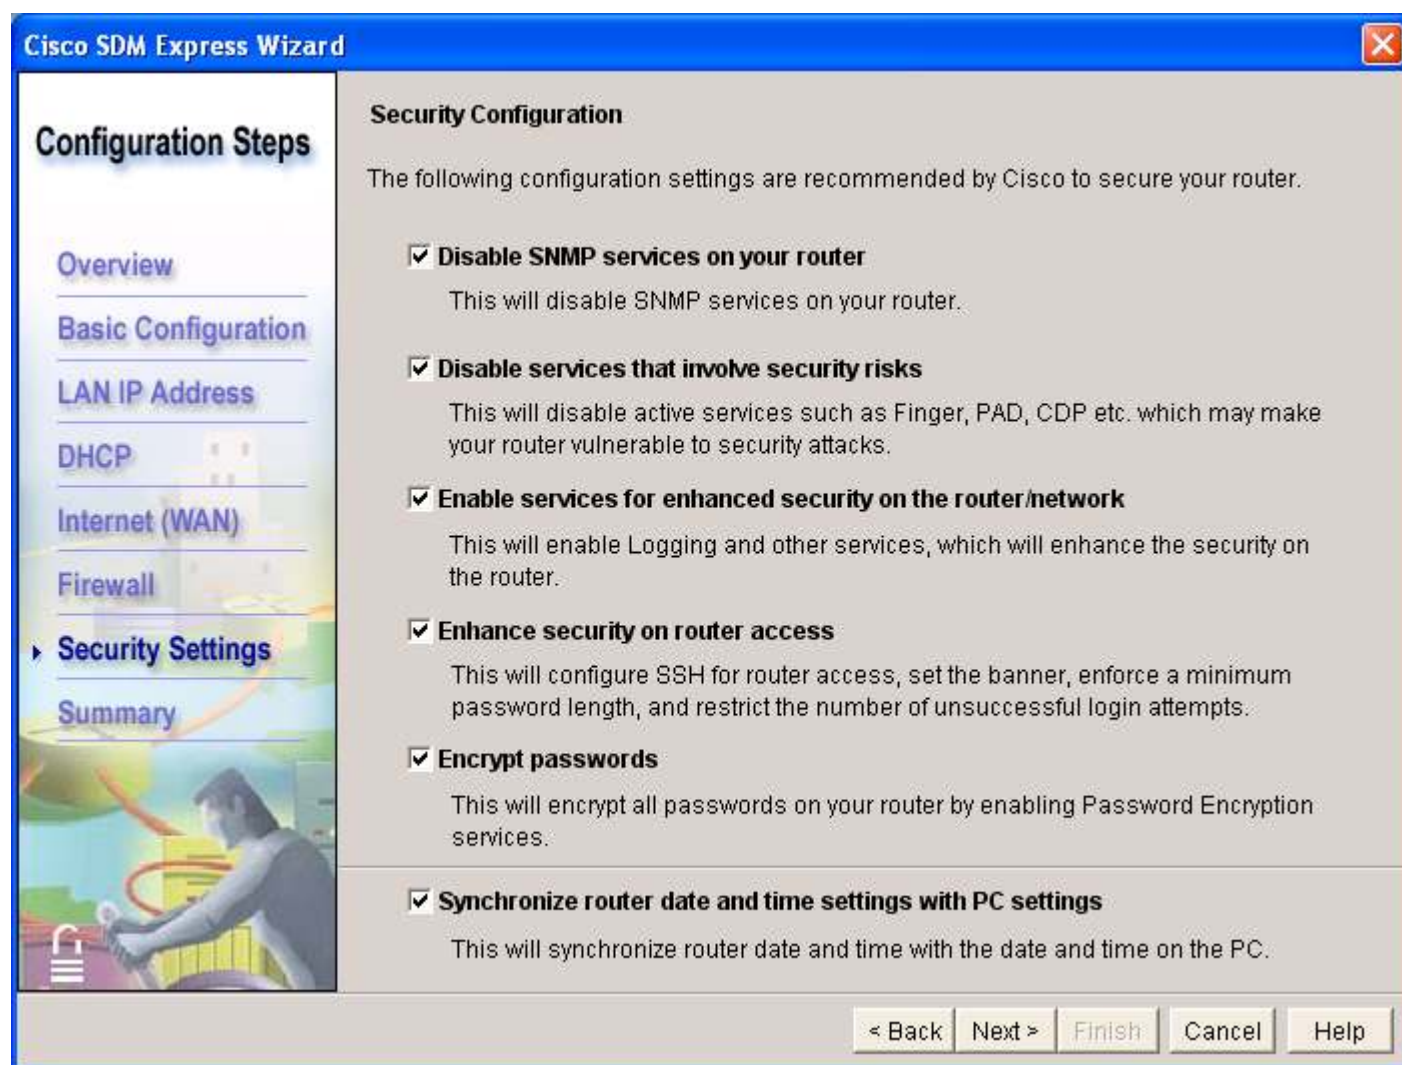 Cisco SDM Express Wizard
Configuration Steps
Overview
Basic Configuration
LAN IP Address
DHCP
Internet (WAN)
Firewall
Security Settings
Summary
Security Configuration
The following configuration settings are recommended by Cisco to secure your router.
Disable SNMP services on your router
This will disable SNMP services on your router.
Disable services that involve security risks
This will disable active services such as Finger, PAD, CDP etc. which may make
your router vulnerable to security attacks.
Enable services for enhanced security on the router/network
This will enable Logging and other services, which will enhance the security on
the router.
Enhance security on router access
This will configure SSH for router access, set the banner, enforce a minimum
password length, and restrict the number of unsuccessful login attempts.
Encrypt passwords
This will encrypt all passwords on your router by enabling Password Encryption
services.
Synchronize router date and time settings with PC settings
This will synchronize router date and time with the date and time on the PC.
< Back Next > Finish Cancel Help